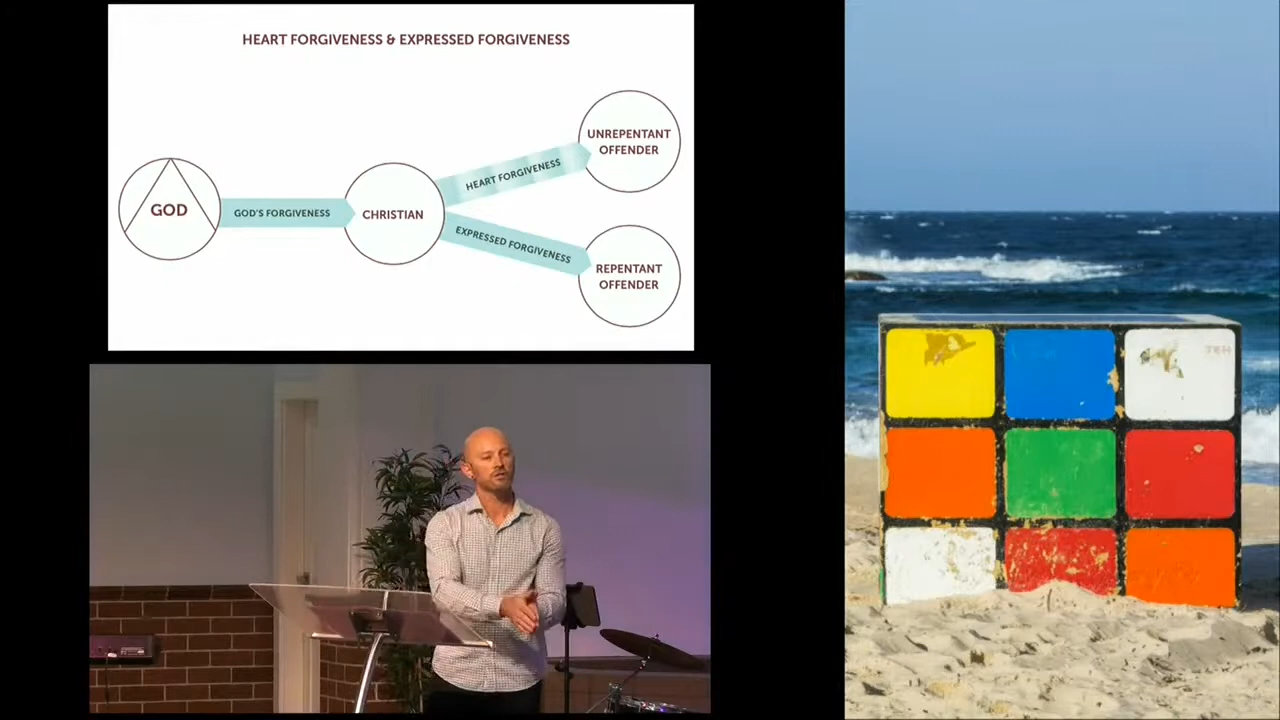 HEART FORGIVENESS & EXPRESSED FORGIVENESS
UNREPENTANT
OFFENDER
HEART FORGIVENESS
GOD
GOD'S FORGIVENESS
CHRISTIAN
EXPRESSED FORGIVENESS
REPENTANT
OFFENDER